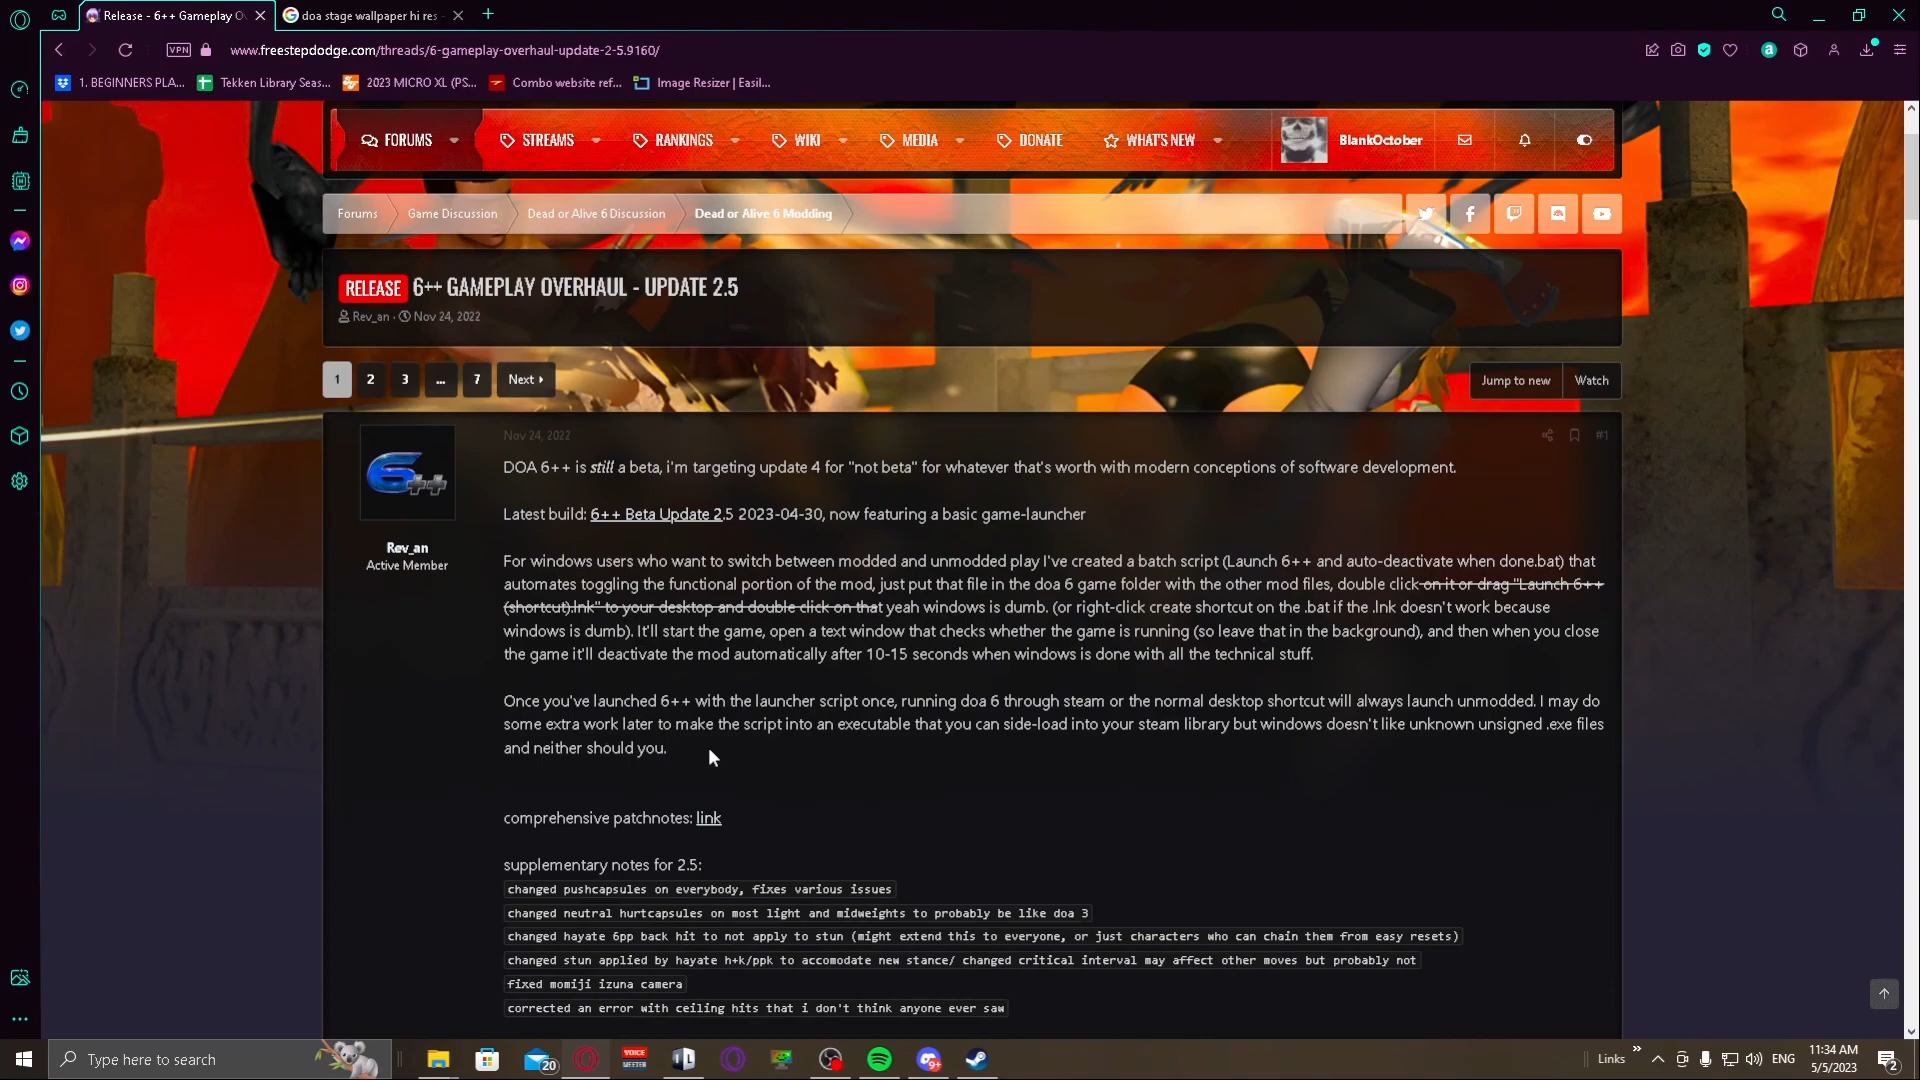 Release - 6++ Gameplay O
doa stage wallpaper hi res -
VPN
www.freestepdodge.com/threads/6-gameplay-overhaul-update-2-5.9160/
1. BEGINNERS PLA...
Tekken Library Seas...
2023 MICRO XL (PS...
Combo website ref...
Image Resizer | Easil...
FORUMS
STREAMS
RANKINGS
WIKI
MEDIA
DONATE
WHAT'S NEW
BlankOctober
Forums
Game Discussion
Dead or Alive 6 Discussion
Dead or Alive 6 Modding
RELEASE 6++ GAMEPLAY OVERHAUL - UPDATE 2.5
Rev_an · Nov 24, 2022
1 2 3 ... 7 Next
Jump to new Watch
Nov 24, 2022
#1
6++
Rev_an
Active Member
DOA 6++ is still a beta, i'm targeting update 4 for "not beta" for whatever that's worth with modern conceptions of software development.
Latest build: 6++ Beta Update 2.5 2023-04-30, now featuring a basic game-launcher
For windows users who want to switch between modded and unmodded play I've created a batch script (Launch 6++ and auto-deactivate when done.bat) that
automates toggling the functional portion of the mod, just put that file in the doa 6 game folder with the other mod files, double click on it or drag "Launch 6++
(shortcut).lnk" to your desktop and double click on that yeah windows is dumb. (or right-click create shortcut on the .bat if the .lnk doesn't work because
windows is dumb). It'll start the game, open a text window that checks whether the game is running (so leave that in the background), and then when you close
the game it'll deactivate the mod automatically after 10-15 seconds when windows is done with all the technical stuff.
Once you've launched 6++ with the launcher script once, running doa 6 through steam or the normal desktop shortcut will always launch unmodded. I may do
some extra work later to make the script into an executable that you can side-load into your steam library but windows doesn't like unknown unsigned .exe files
and neither should you.
comprehensive patchnotes: link
supplementary notes for 2.5:
changed pushcapsules on everybody, fixes various issues
changed neutral hurtcapsules on most light and midweights to probably be like doa 3
changed hayate 6pp back hit to not apply to stun (might extend this to everyone, or just characters who can chain them from easy resets)
changed stun applied by hayate h+k/ppk to accomodate new stance/ changed critical interval may affect other moves but probably not
fixed momiji izuna camera
corrected an error with ceiling hits that i don't think anyone ever saw
Type here to search
20
VOICE
MEETER
9+
Links
ENG
11:34 AM
5/5/2023
2